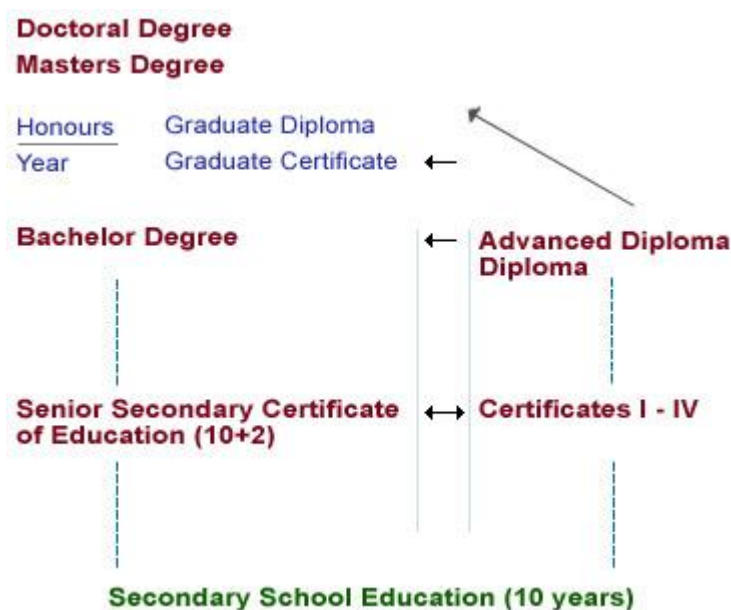 Doctoral Degree
Masters Degree
Honours
Year
Graduate Diploma
Graduate Certificate
Bachelor Degree
Advanced Diploma
Diploma
Senior Secondary Certificate
of Education (10+2)
Certificates I - IV
Secondary School Education (10 years)